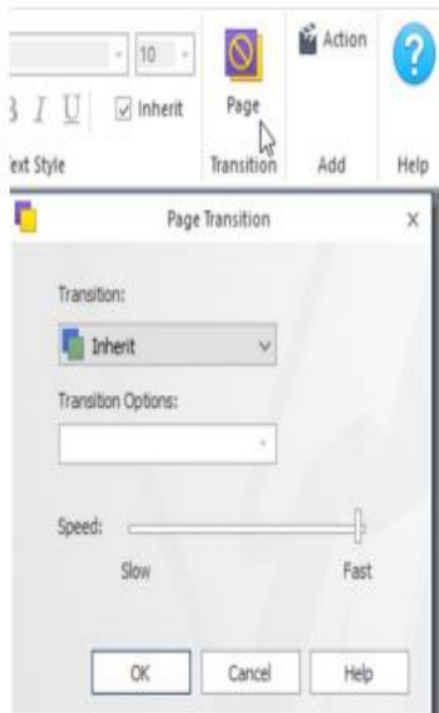 10
Action
B I U
Inherit
Page
Text Style
Transition
Add
Help
Page Transition
Transition:
Inherit
Transition Options:
Speed:
Slow
Fast
OK
Cancel
Help